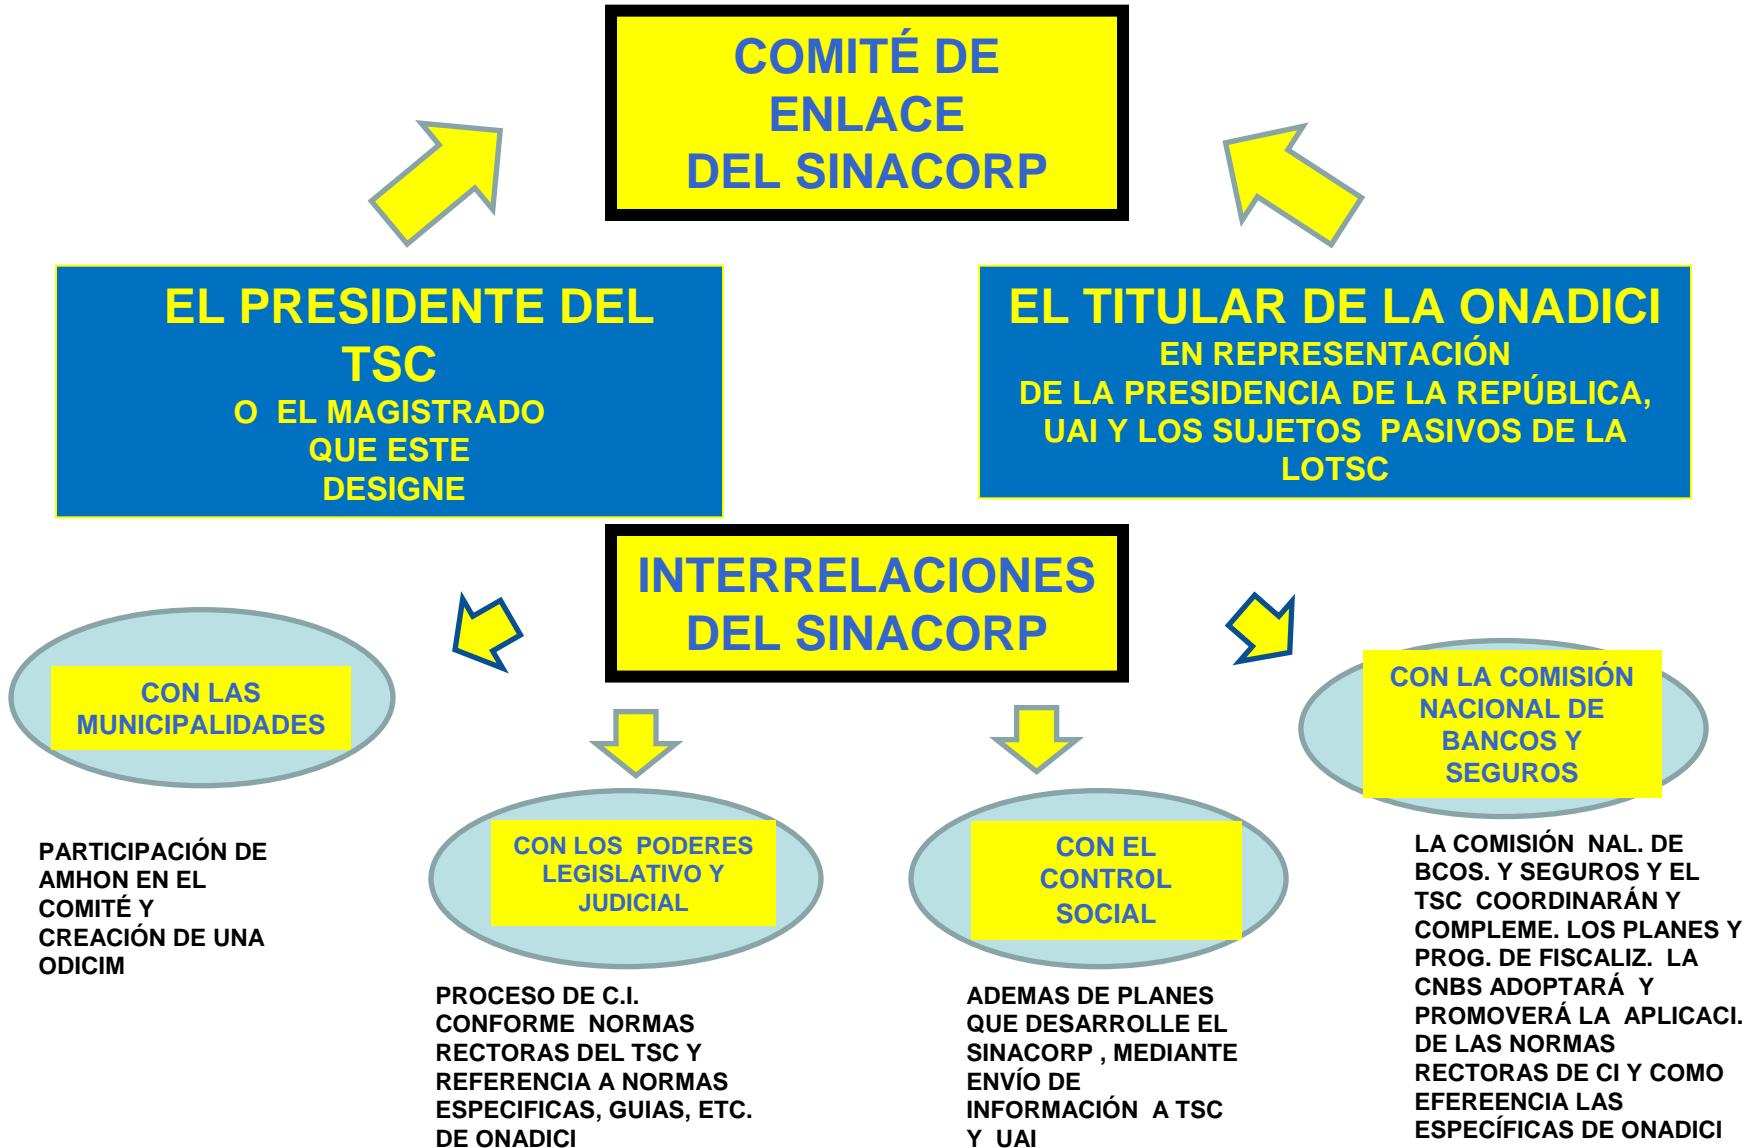 COMITÉ DE
ENLACE
DEL SINACORP
EL PRESIDENTE DEL
TSC
O EL MAGISTRADO
QUE ESTE
DESIGNE
EL TITULAR DE LA ONADICI
EN REPRESENTACIÓN
DE LA PRESIDENCIA DE LA REPÚBLICA,
UAI Y LOS SUJETOS PASIVOS DE LA
LOTSC
INTERRELACIONES
DEL SINACORP
CON LAS
MUNICIPALIDADES
PARTICIPACIÓN DE
AMHON EN EL
COMITÉ Y
CREACIÓN DE UNA
ODICIM
CON LOS PODERES
LEGISLATIVO Y
JUDICIAL
PROCESO DE C.I.
CONFORME NORMAS
RECTORAS DEL TSC Y
REFERENCIA A NORMAS
ESPECIFICAS, GUIAS, ETC.
DE ONADICI
CON EL
CONTROL
SOCIAL
ADEMAS DE PLANES
QUE DESARROLLE EL
SINACORP , MEDIANTE
ENVÍO DE
INFORMACIÓN A TSC
Y UAI
CON LA COMISIÓN
NACIONAL DE
BANCOS Y
SEGUROS
LA COMISIÓN NAL. DE
BCOS. Y SEGUROS Y EL
TSC COORDINARÁN Y
COMPLEME. LOS PLANES Y
PROG. DE FISCALIZ. LA
CNBS ADOPTARÁ Y
PROMOVERÁ LA APLICACI.
DE LAS NORMAS
RECTORAS DE CI Y COMO
EFEREENCIA LAS
ESPECÍFICAS DE ONADICI